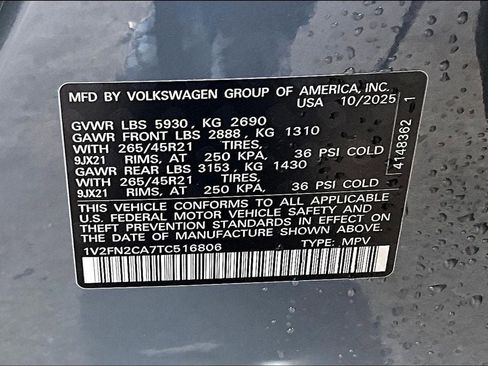 MFD BY VOLKSWAGEN GROUP OF AMERICA, INC.
USA 10/2025
GVWR LBS 5930, KG 2690
GAWR FRONT LBS 2888, KG 1310
WITH 265/45R21 TIRES,
9JX21 RIMS, AT 250 KPA, 36 PSI COLD
GAWR REAR LBS 3153, KG 1430
WITH 265/45R21 TIRES,
9JX21 RIMS, AT 250 KPA, 36 PSI COLD
THIS VEHICLE CONFORMS TO ALL APPLICABLE
U.S. FEDERAL MOTOR VEHICLE SAFETY AND
THEFT PREVENTION STANDARDS IN EFFECT ON
THE DATE OF MANUFACTURE SHOWN ABOVE.
1V2FN2CA7TC516806 TYPE: MPV
4148362 1